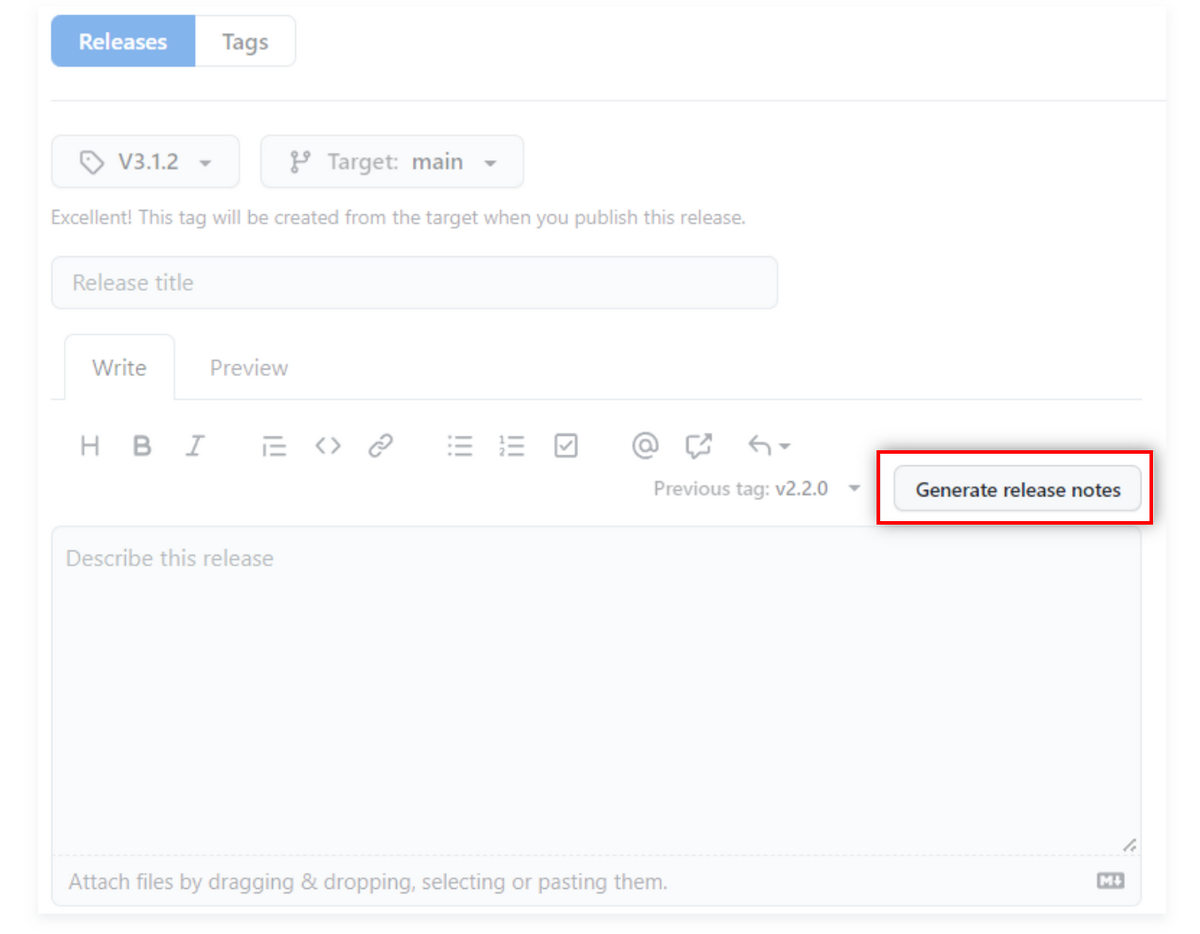 Releases Tags
V3.1.2 Target: main
Excellent! This tag will be created from the target when you publish this release.
Release title
Write Preview
H B I
Previous tag: v2.2.0 Generate release notes
Describe this release
Attach files by dragging & dropping, selecting or pasting them.